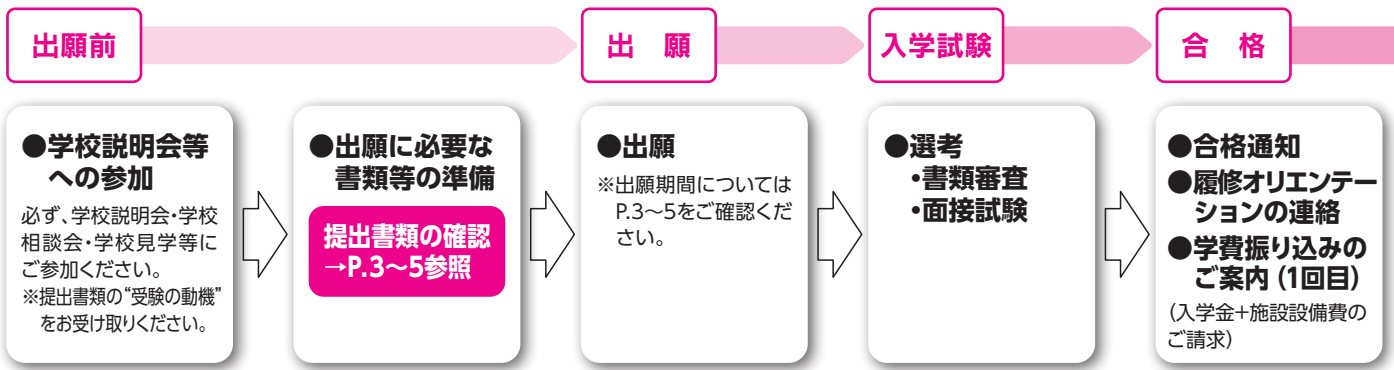 出願前
出　願
入学試験
合　格
●学校説明会等
への参加
必ず、学校説明会・学校
相談会・学校見学等に
ご参加ください。
※提出書類の“受験の動機”
をお受け取りください。
●出願に必要な
書類等の準備
提出書類の確認
→P.3～5参照
●出願
※出願期間については
P.3～5をご確認くだ
さい。
●選考
・書類審査
・面接試験
●合格通知
●履修オリエンテー
ションの連絡
●学費振り込みの
ご案内（1回目）
（入学金+施設設備費の
ご請求）